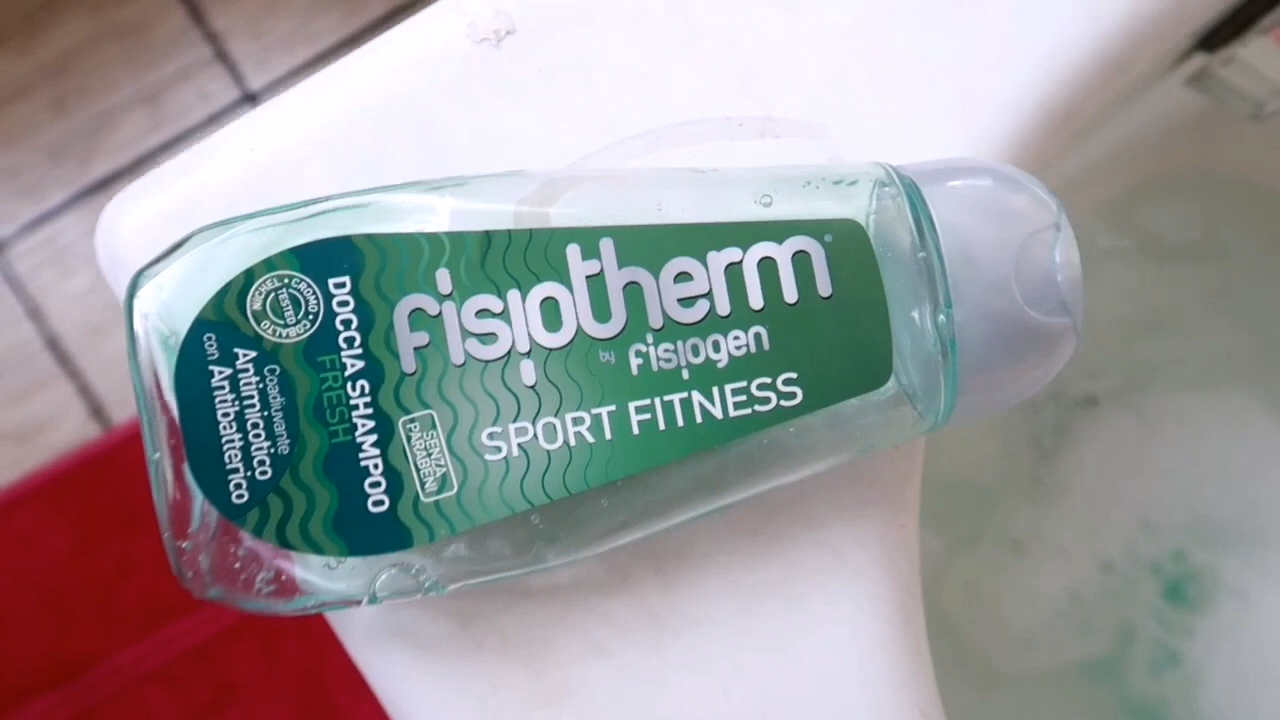 fisiotherm®
by fisiogen
SPORT FITNESS
SENZA
PARABENI
DOCCIA SHAMPOO
FRESH
NICHEL • CROMO • COBALTO
TESTED
Coadiuvante
Antimicotico
con Antibatterico